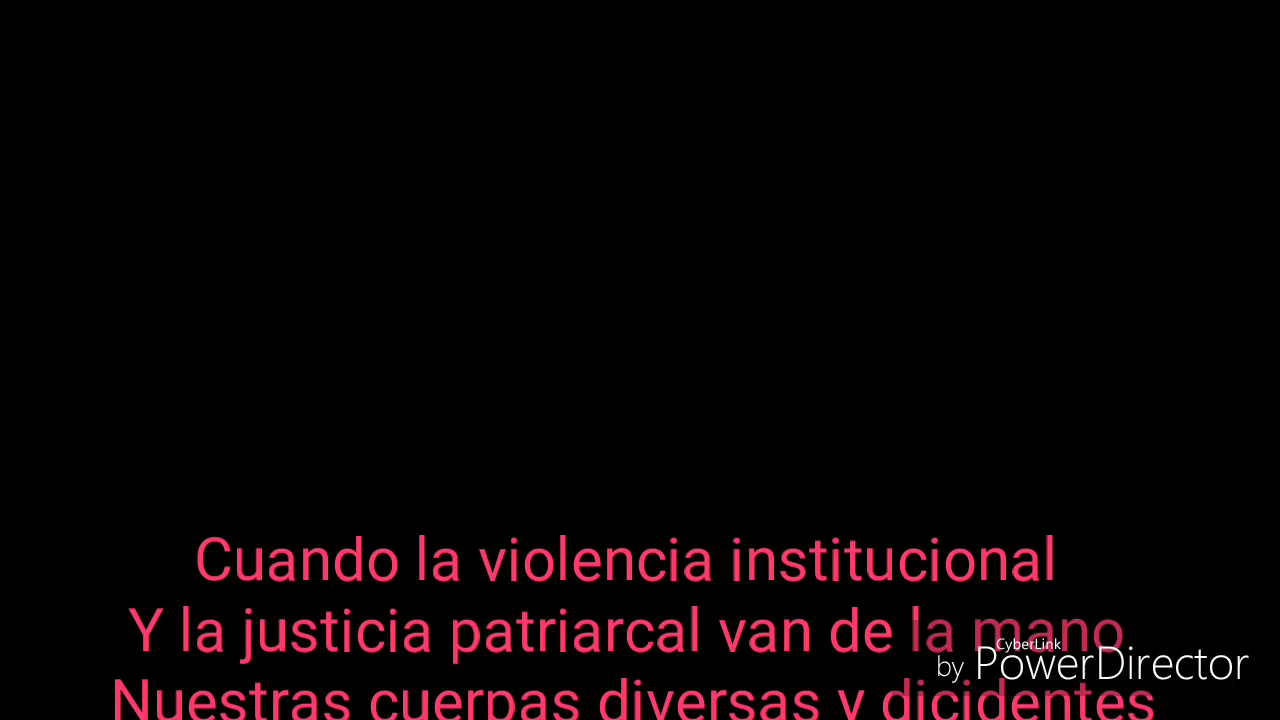 Cuando la violencia institucional
Y la justicia patriarcal van de la mano
CyberLink
by PowerDirector
Nuestras cuerpas diversas y dicidentes